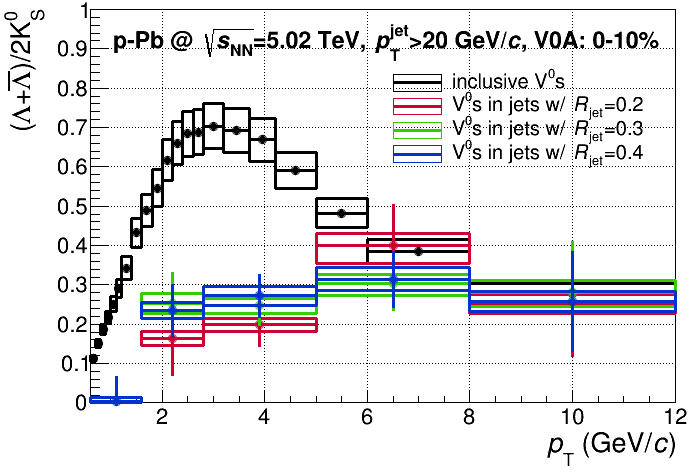 p-Pb @ √s_NN=5.02 TeV, p_T^jet>20 GeV/c, V0A: 0-10%
inclusive V⁰s
V⁰s in jets w/ R_jet=0.2
V⁰s in jets w/ R_jet=0.3
V⁰s in jets w/ R_jet=0.4
(Λ+Λ̅)/2K_S^0
1
0.9
0.8
0.7
0.6
0.5
0.4
0.3
0.2
0.1
0
2 4 6 8 10 12
p_T (GeV/c)